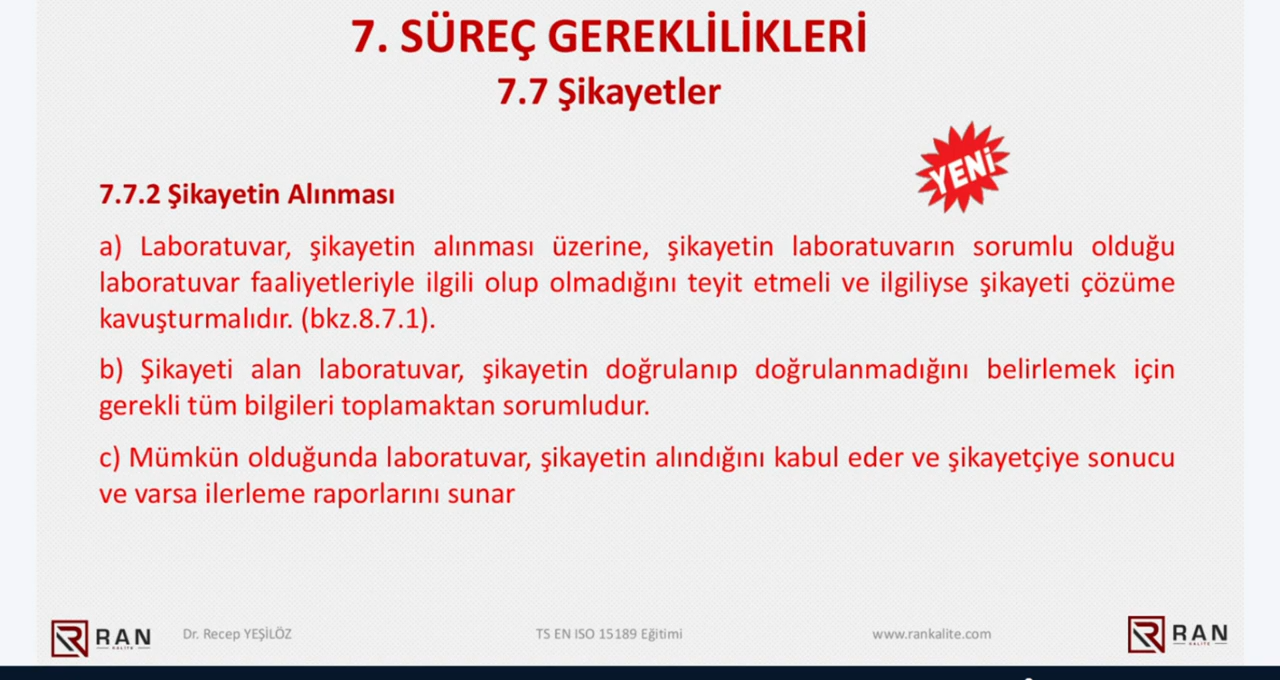 7. SÜREÇ GEREKLİLİKLERİ
7.7 Şikayetler
YENİ
7.7.2 Şikayetin Alınması
a) Laboratuvar, şikayetin alınması üzerine, şikayetin laboratuvarın sorumlu olduğu
laboratuvar faaliyetleriyle ilgili olup olmadığını teyit etmeli ve ilgiliyse şikayeti çözüme
kavuşturmalıdır. (bkz.8.7.1).
b) Şikayeti alan laboratuvar, şikayetin doğrulanıp doğrulanmadığını belirlemek için
gerekli tüm bilgileri toplamaktan sorumludur.
c) Mümkün olduğunda laboratuvar, şikayetin alındığını kabul eder ve şikayetçiye sonucu
ve varsa ilerleme raporlarını sunar
RAN
KALİTE
Dr. Recep YEŞİLÖZ
TS EN ISO 15189 Eğitimi
www.rankalite.com
RAN
KALİTE